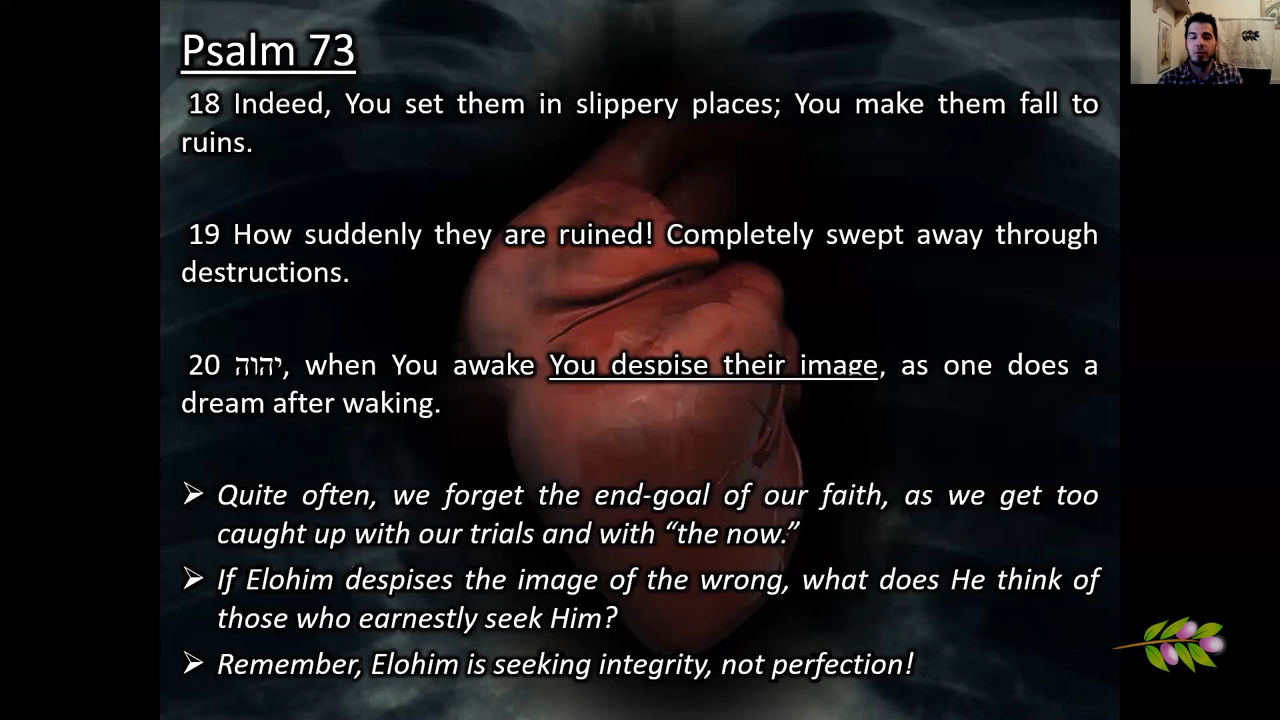 Psalm 73
18 Indeed, You set them in slippery places; You make them fall to
ruins.
19 How suddenly they are ruined! Completely swept away through
destructions.
20 יהוה, when You awake You despise their image, as one does a
dream after waking.
➢ Quite often, we forget the end-goal of our faith, as we get too
caught up with our trials and with “the now.”
➢ If Elohim despises the image of the wrong, what does He think of
those who earnestly seek Him?
➢ Remember, Elohim is seeking integrity, not perfection!